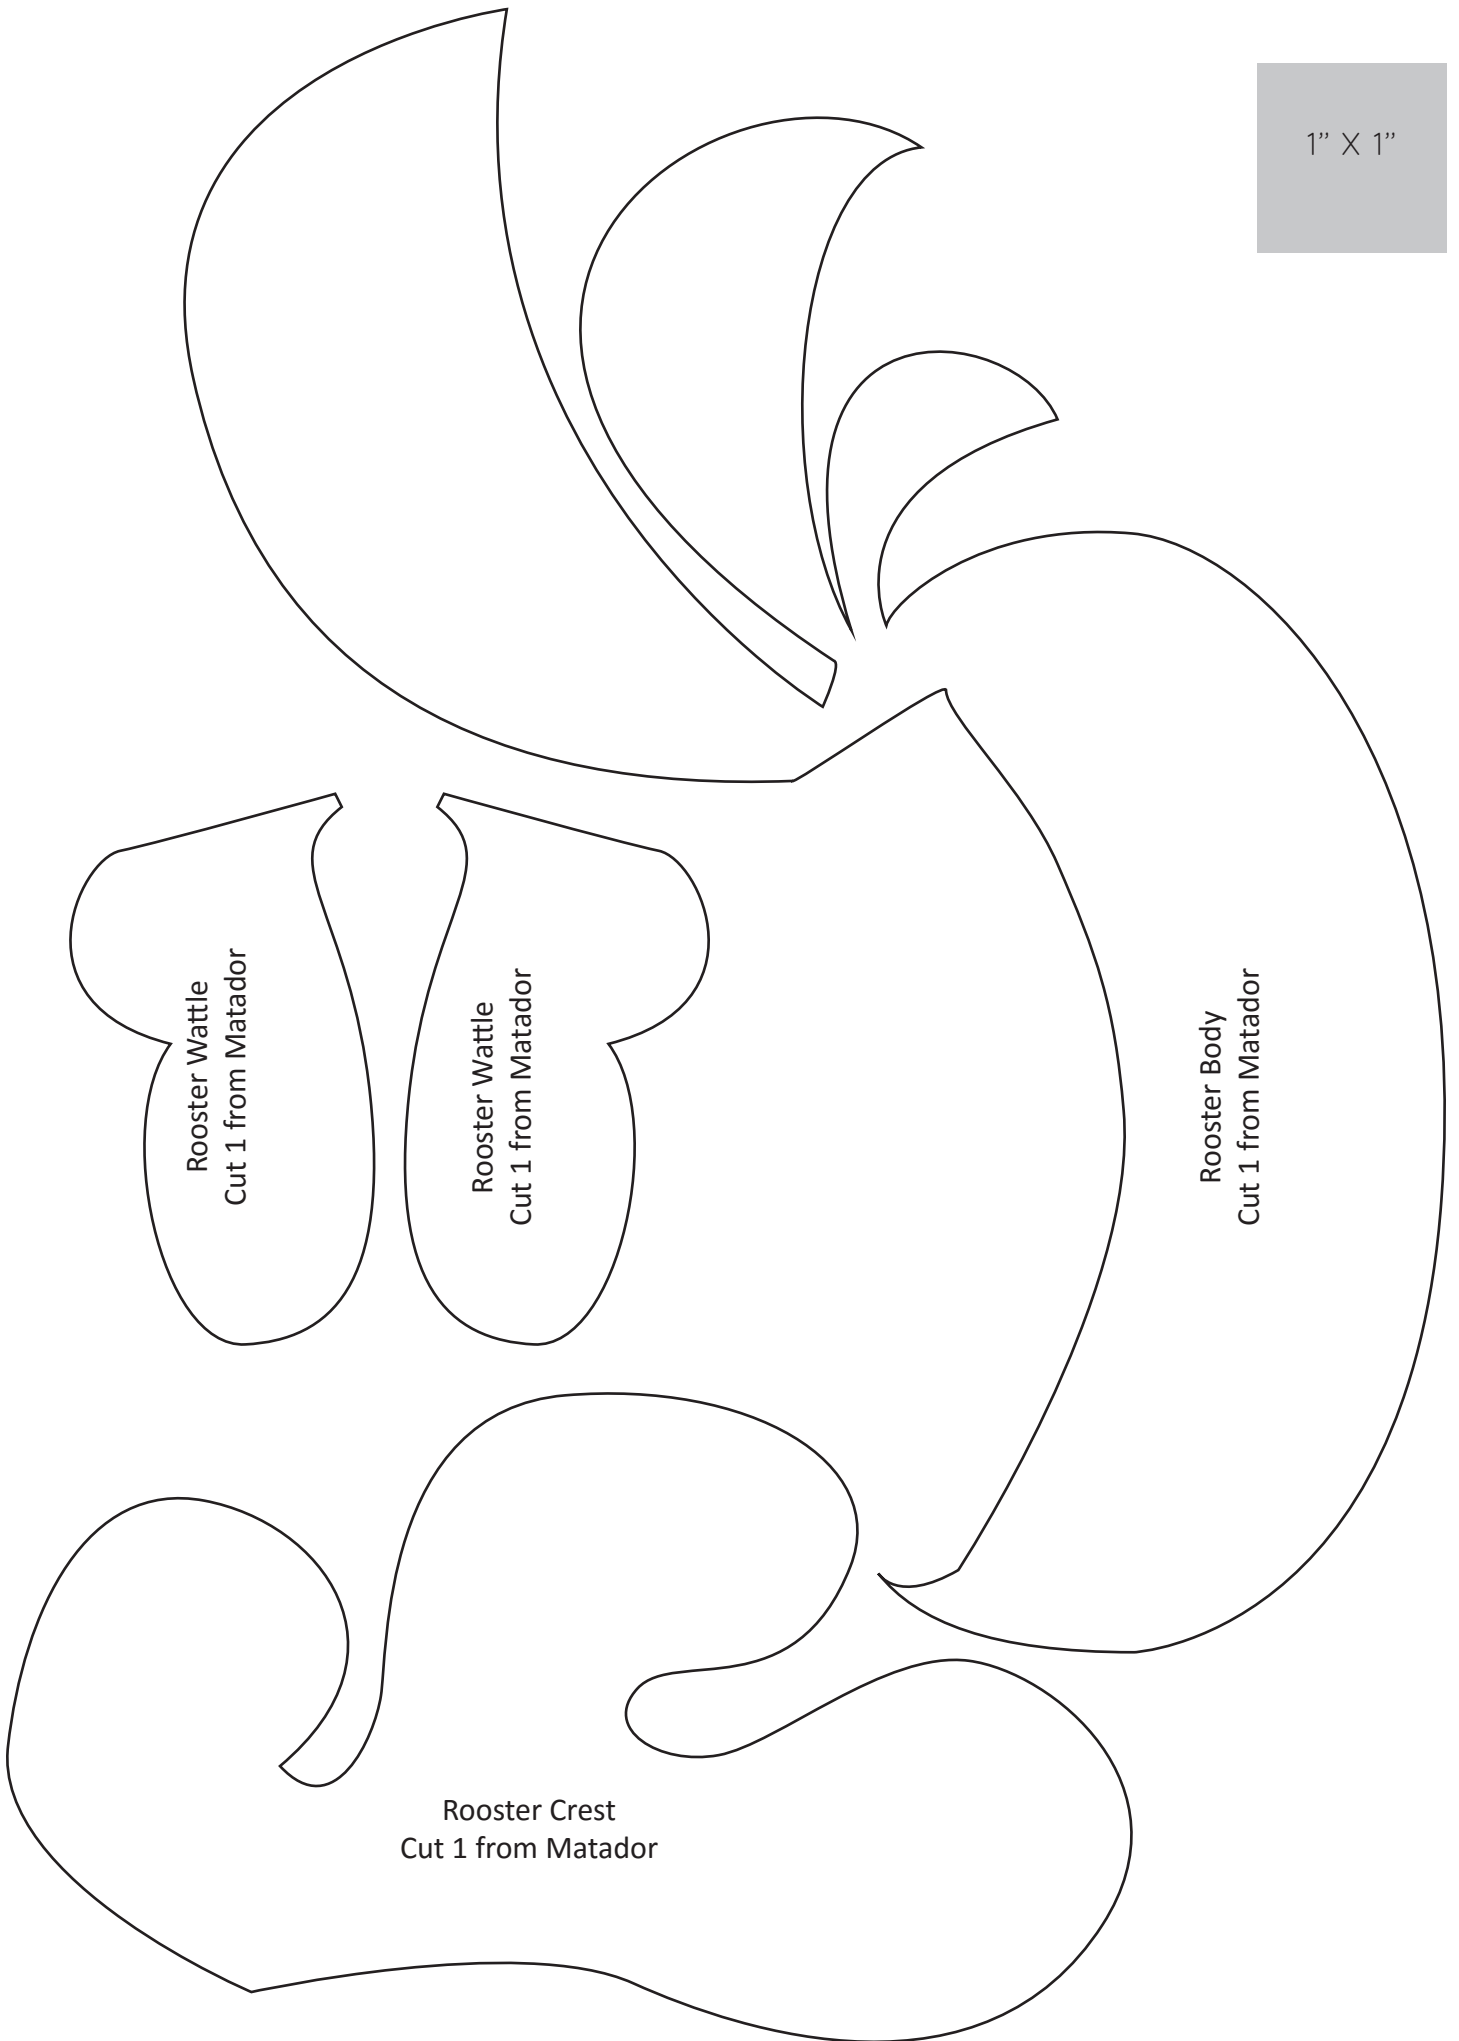 1” X 1”
Rooster Wattle
Cut 1 from Matador
Rooster Wattle
Cut 1 from Matador
Rooster Body
Cut 1 from Matador
Rooster Crest
Cut 1 from Matador